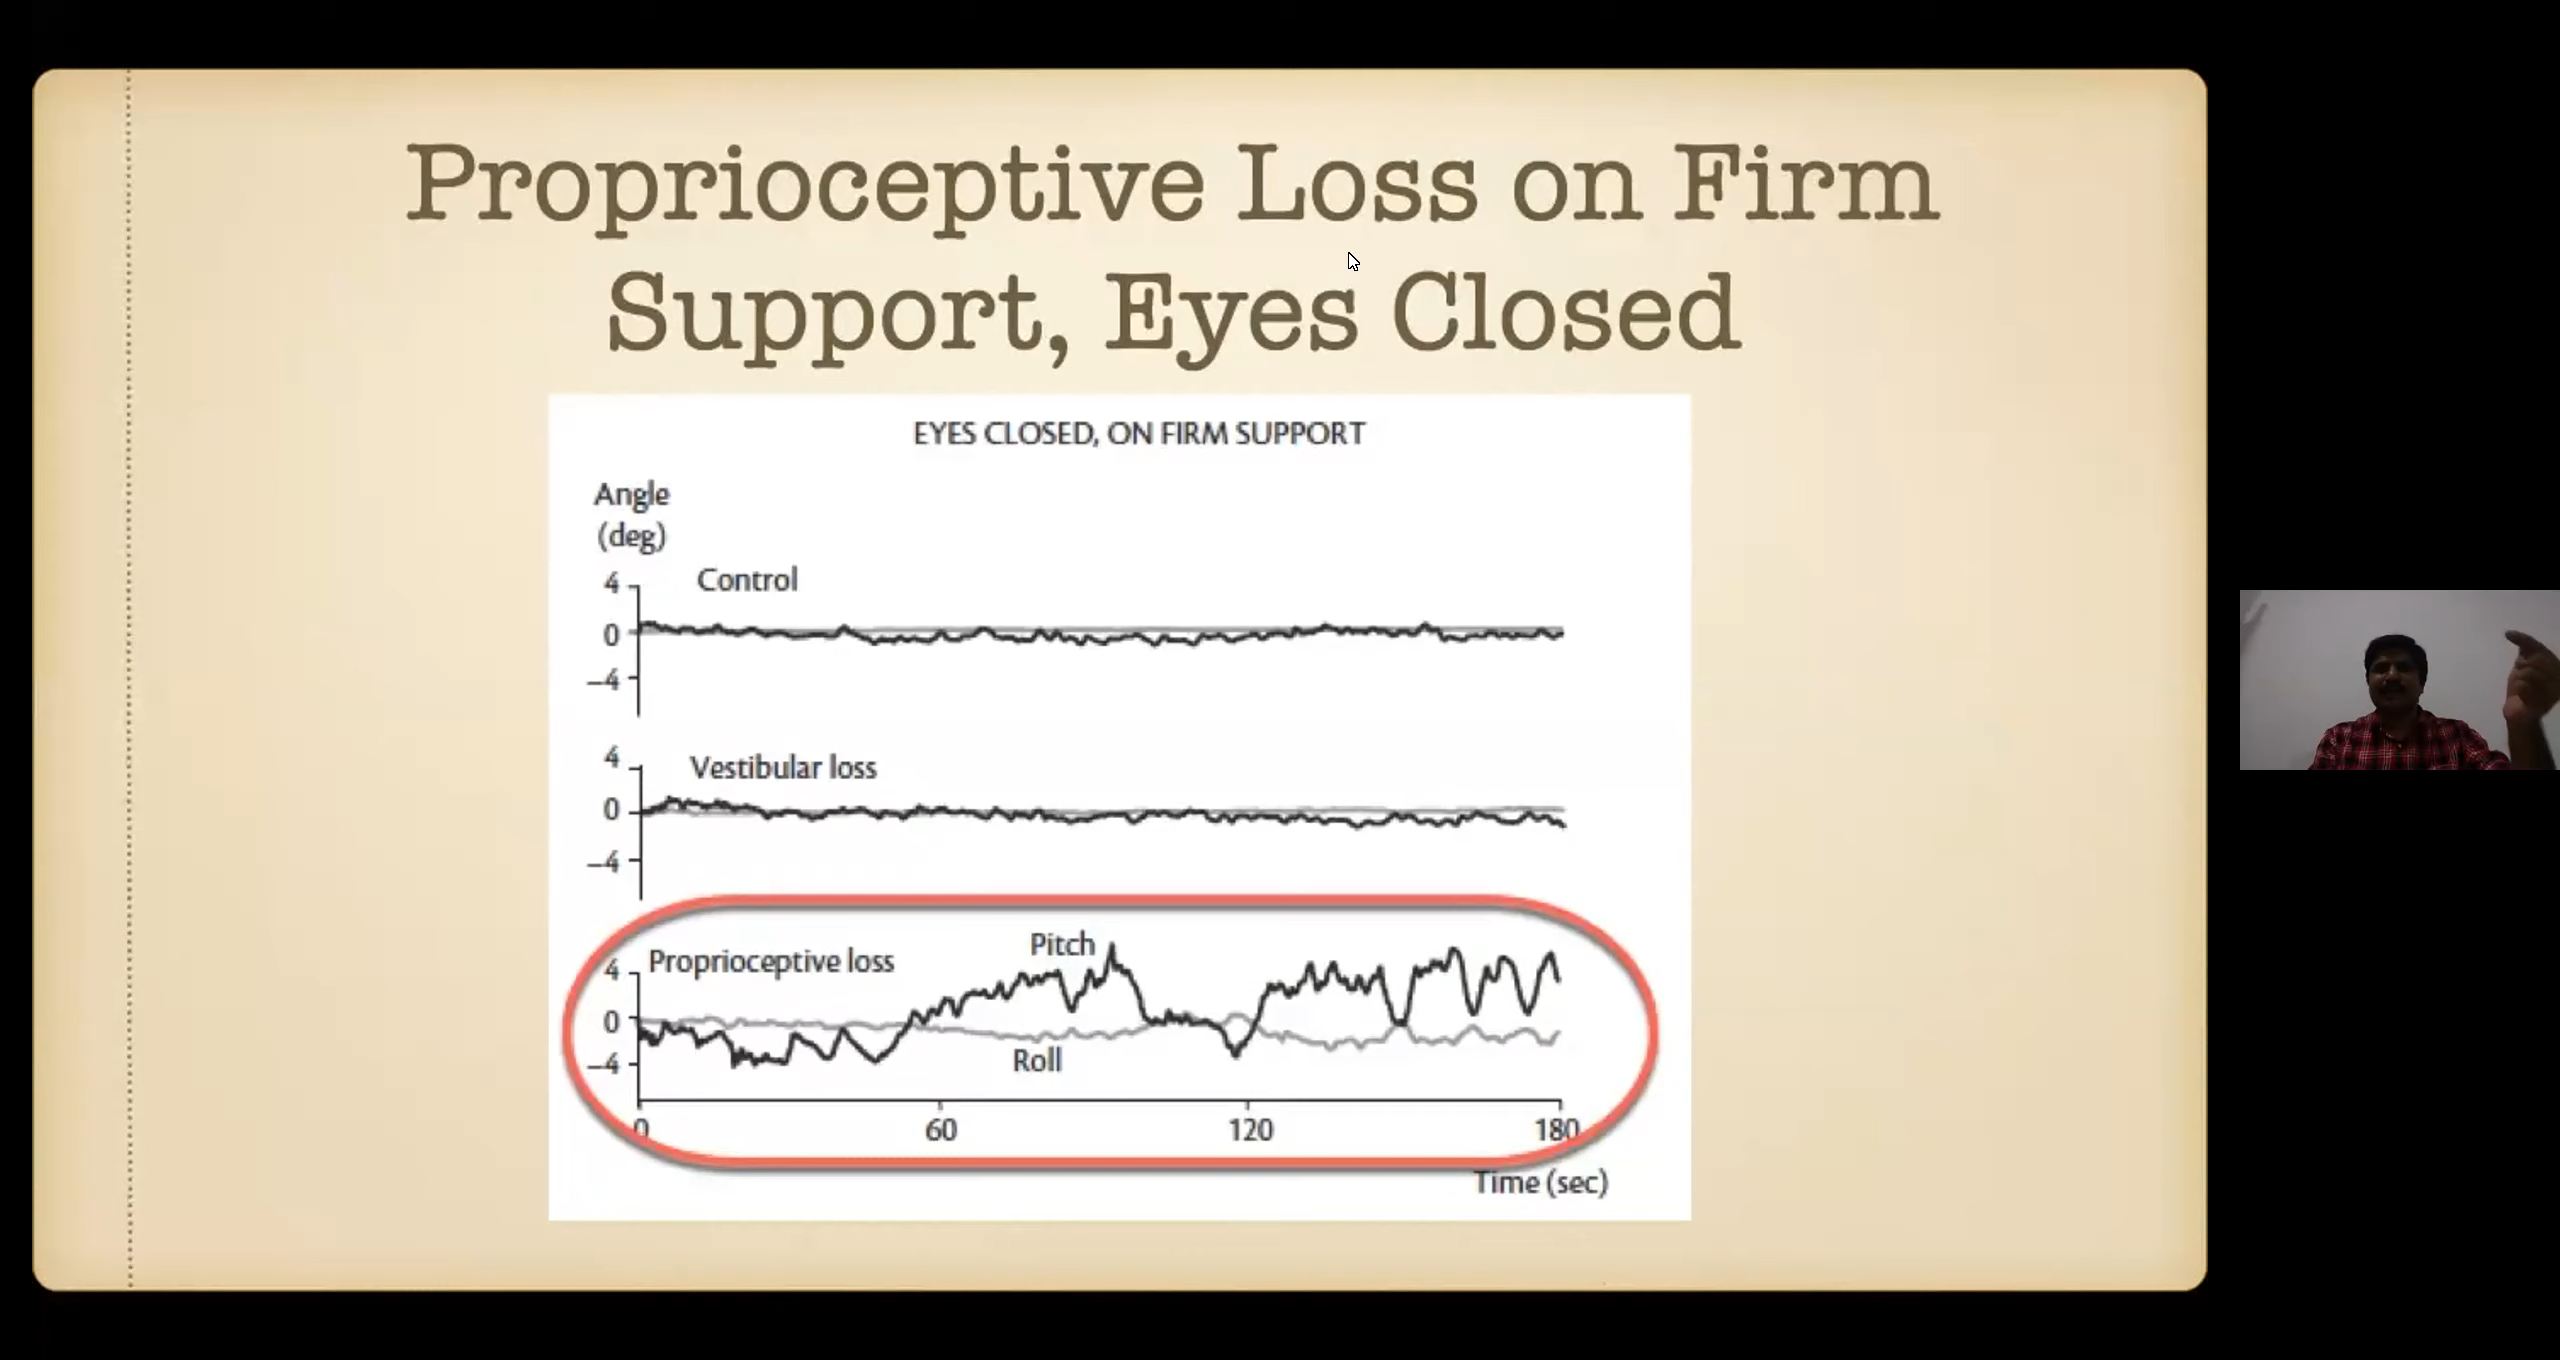 Proprioceptive Loss on Firm
Support, Eyes Closed
EYES CLOSED, ON FIRM SUPPORT
Angle
(deg)
4
Control
0
−4
4
Vestibular loss
0
−4
Pitch
Proprioceptive loss
4
0
Roll
−4
0 60 120 180
Time (sec)